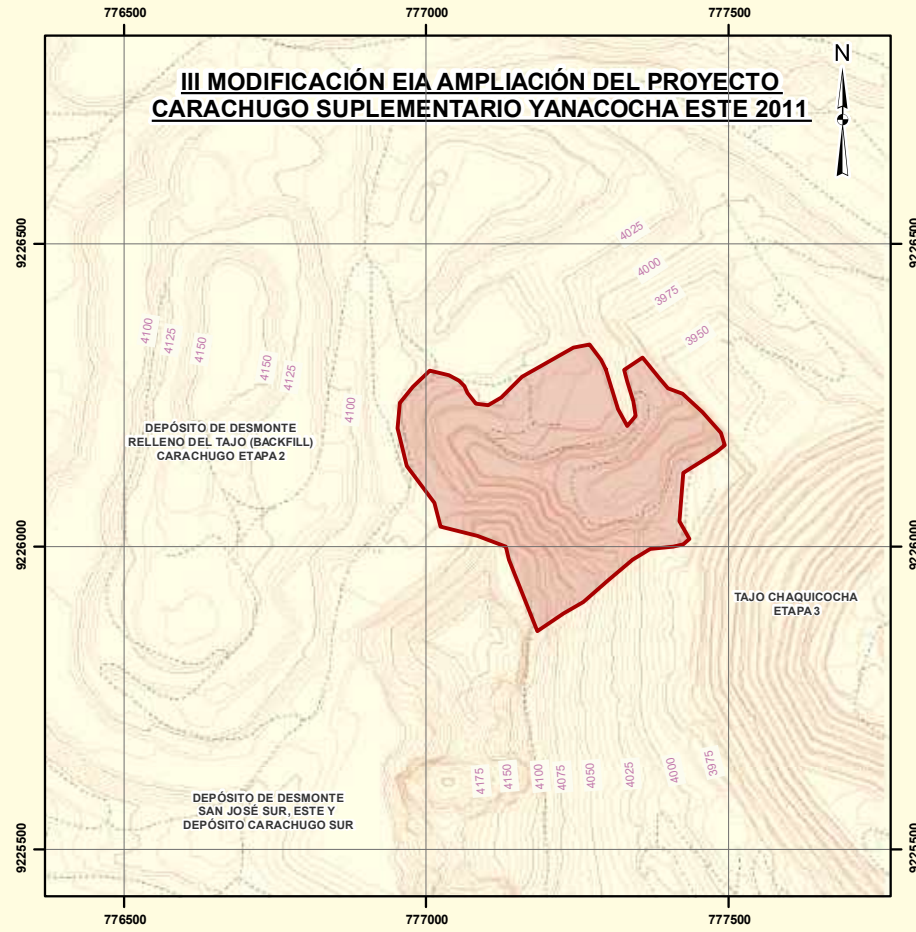 776500
777000
777500
III MODIFICACIÓN EIA AMPLIACIÓN DEL PROYECTO
CARACHUGO SUPLEMENTARIO YANACOCHA ESTE 2011
N
9226500
9226500
4025
4000
3975
3950
4100
4125
4150
4150
4125
4100
DEPÓSITO DE DESMONTE
RELLENO DEL TAJO (BACKFILL)
CARACHUGO ETAPA 2
9226000
9226000
TAJO CHAQUICOCHA
ETAPA 3
4175
4150
4100
4075
4050
4025
4000
3975
DEPÓSITO DE DESMONTE
SAN JOSÉ SUR, ESTE Y
DEPÓSITO CARACHUGO SUR
9225500
9225500
776500
777000
777500